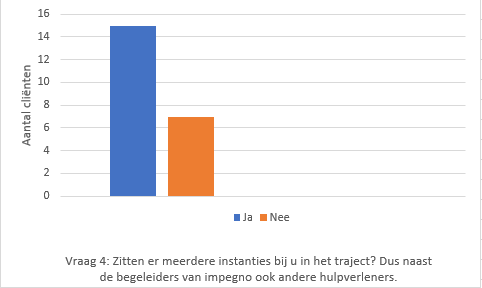 16
14
12
10
8
6
4
2
0
Aantal cliënten
Ja Nee
Vraag 4: Zitten er meerdere instanties bij u in het traject? Dus naast
de begeleiders van impegno ook andere hulpverleners.